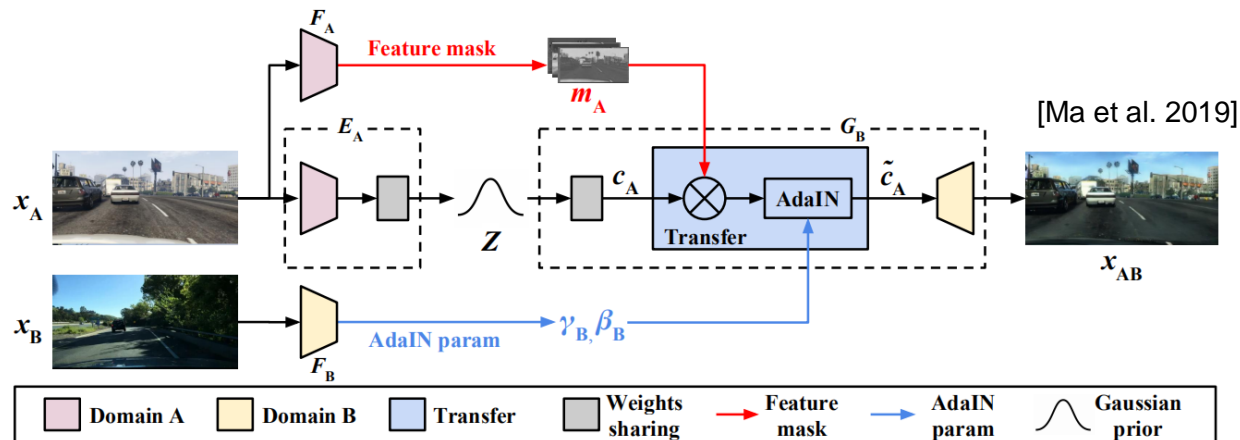 F_A
Feature mask
m_A
E_A
G_B
[Ma et al. 2019]
x_A
Z
c_A
Transfer
AdaIN
c̃_A
x_AB
x_B
F_B
AdaIN param
γ_B, β_B
Domain A
Domain B
Transfer
Weights
sharing
Feature
mask
AdaIN
param
Gaussian
prior